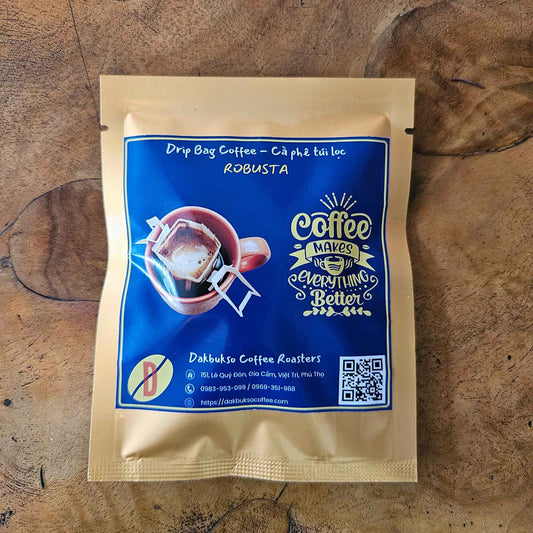 Drip Bag Coffee - Cà phê túi lọc
ROBUSTA
Coffee
MAKES
EVERYTHING
Better
D
Dakbukso Coffee Roasters
151, Lê Quý Đôn, Gia Cẩm, Việt Trì, Phú Thọ
0983-953-099 / 0969-351-968
https://dakbuksocoffee.com